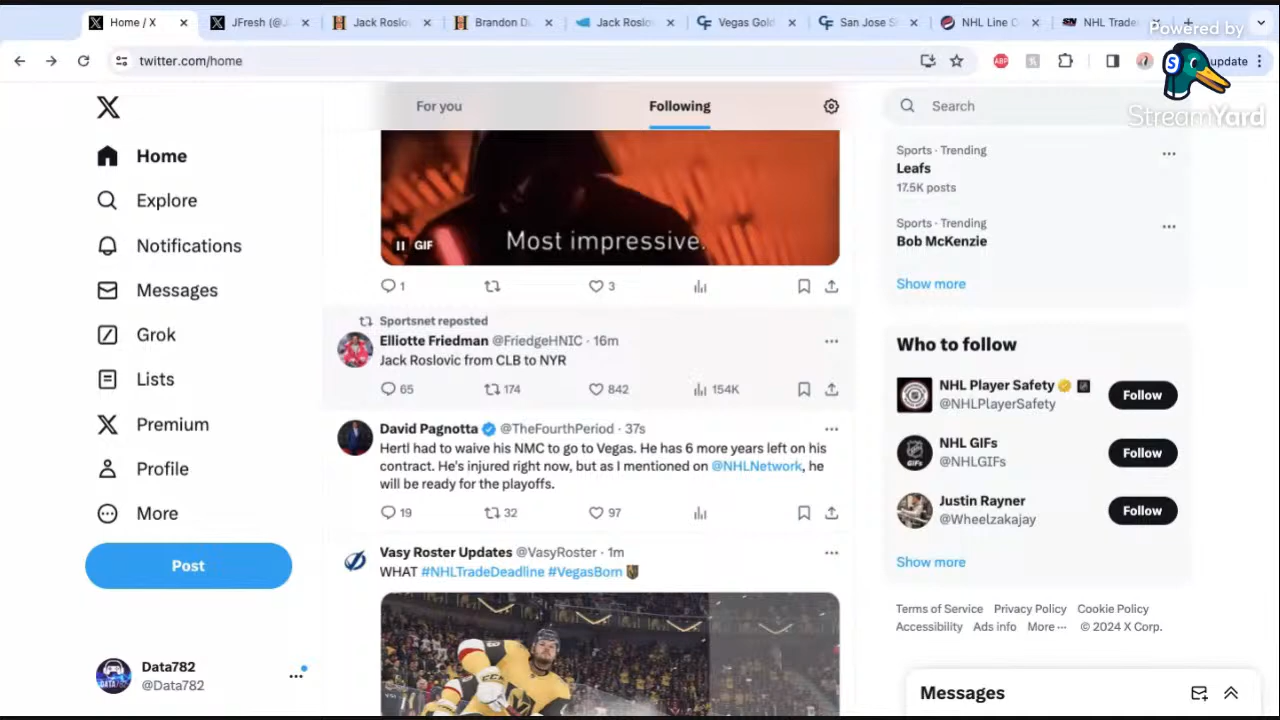 Home / X
JFresh (@J
Jack Roslo
Brandon D
Jack Roslo
Vegas Gold
San Jose S
NHL Line C
NHL Trade
Powered by
twitter.com/home
ABP
update
StreamYard
For you
Following
Search
Home
Explore
Notifications
Messages
Grok
Lists
Premium
Profile
More
Post
Data782
@Data782
GIF
Most impressive.
1
3
Sportsnet reposted
Elliotte Friedman @FriedgeHNIC · 16m
Jack Roslovic from CLB to NYR
65 174 842 154K
David Pagnotta @TheFourthPeriod · 37s
Hertl had to waive his NMC to go to Vegas. He has 6 more years left on his
contract. He's injured right now, but as I mentioned on @NHLNetwork, he
will be ready for the playoffs.
19 32 97
Vasy Roster Updates @VasyRoster · 1m
WHAT #NHLTradeDeadline #VegasBorn
Sports · Trending
Leafs
17.5K posts
Sports · Trending
Bob McKenzie
Show more
Who to follow
NHL Player Safety
@NHLPlayerSafety
Follow
NHL GIFs
@NHLGIFs
Follow
Justin Rayner
@Wheelzakajay
Follow
Show more
Terms of Service Privacy Policy Cookie Policy
Accessibility Ads info More ··· © 2024 X Corp.
Messages